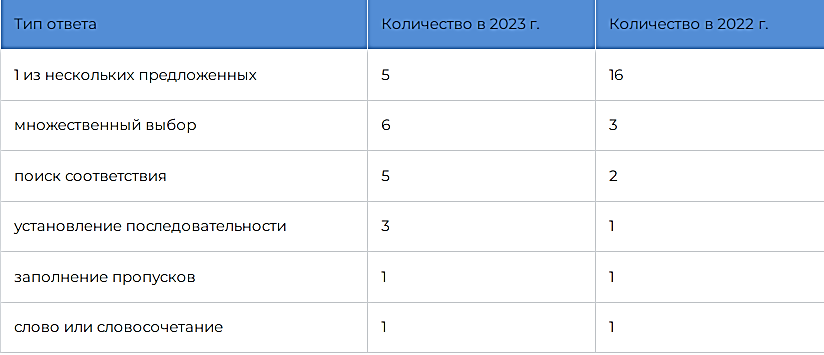 Тип ответа Количество в 2023 г. Количество в 2022 г.
1 из нескольких предложенных 5 16
множественный выбор 6 3
поиск соответствия 5 2
установление последовательности 3 1
заполнение пропусков 1 1
слово или словосочетание 1 1